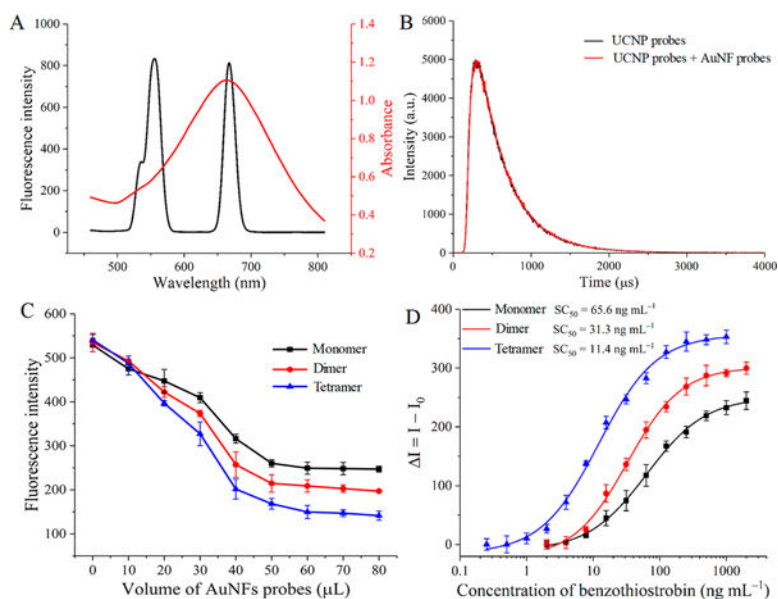 A
1000
800
600
400
200
0
Fluorescence intensity
1.4
1.2
1.0
0.8
0.6
0.4
0.2
Absorbance
500 600 700 800
Wavelength (nm)
B
UCNP probes
UCNP probes + AuNF probes
6000
5000
4000
3000
2000
1000
0
Intensity (a.u.)
0 1000 2000 3000 4000
Time (μs)
C
Monomer
Dimer
Tetramer
600
500
400
300
200
100
Fluorescence intensity
0 10 20 30 40 50 60 70 80
Volume of AuNFs probes (μL)
D
Monomer SC50 = 65.6 ng mL−1
Dimer SC50 = 31.3 ng mL−1
Tetramer SC50 = 11.4 ng mL−1
400
300
200
100
0
ΔI = I − I0
0.1 1 10 100 1000
Concentration of benzothiostrobin (ng mL−1)